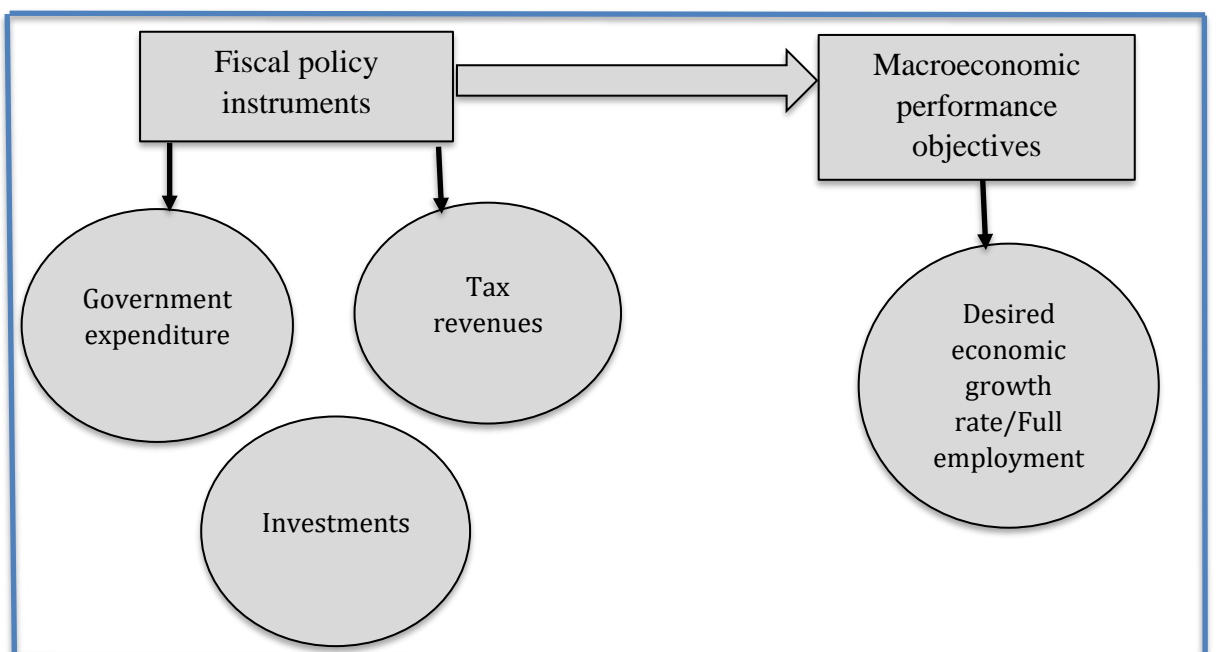 Fiscal policy
instruments
Macroeconomic
performance
objectives
Government
expenditure
Tax
revenues
Desired
economic
growth
rate/Full
employment
Investments